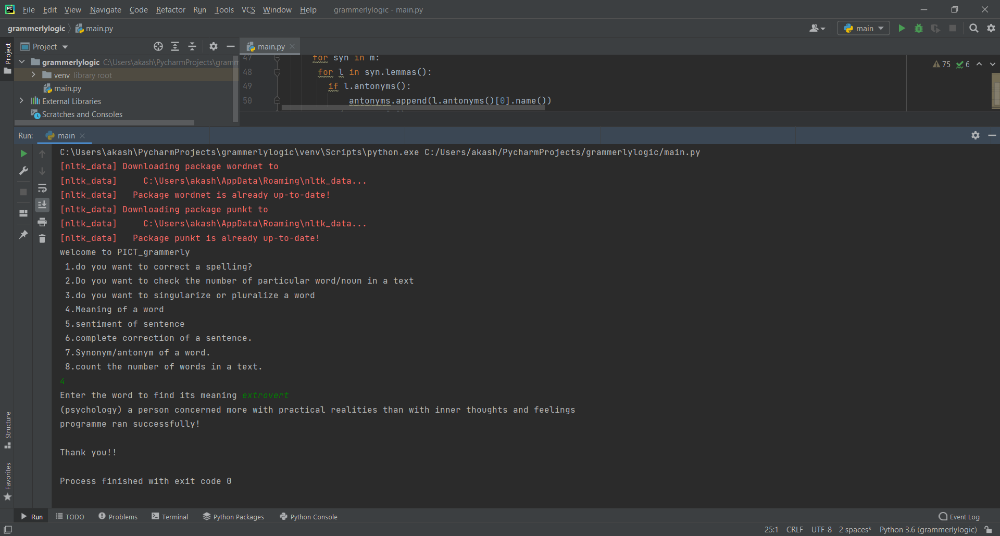 File Edit View Navigate Code Refactor Run Tools VCS Window Help grammerlylogic - main.py
grammerlylogic main.py main
Project main.py
Project
grammerlylogic C:\Users\akash\PycharmProjects\gramm
venv library root
main.py
External Libraries
Scratches and Consoles
47 for syn in m:
48 for l in syn.lemmas():
49 if l.antonyms():
50 antonyms.append(l.antonyms()[0].name())
75 6
Run: main
C:\Users\akash\PycharmProjects\grammerlylogic\venv\Scripts\python.exe C:/Users/akash/PycharmProjects/grammerlylogic/main.py
[nltk_data] Downloading package wordnet to
[nltk_data]     C:\Users\akash\AppData\Roaming\nltk_data...
[nltk_data]   Package wordnet is already up-to-date!
[nltk_data] Downloading package punkt to
[nltk_data]     C:\Users\akash\AppData\Roaming\nltk_data...
[nltk_data]   Package punkt is already up-to-date!
welcome to PICT_grammerly
1.do you want to correct a spelling?
2.Do you want to check the number of particular word/noun in a text
3.do you want to singularize or pluralize a word
4.Meaning of a word
5.sentiment of sentence
6.complete correction of a sentence.
7.Synonym/antonym of a word.
8.count the number of words in a text.
4
Enter the word to find its meaning extrovert
(psychology) a person concerned more with practical realities than with inner thoughts and feelings
programme ran successfully!
Thank you!!
Process finished with exit code 0
Structure
Favorites
Run TODO Problems Terminal Python Packages Python Console Event Log
25:1 CRLF UTF-8 2 spaces* Python 3.6 (grammerlylogic)